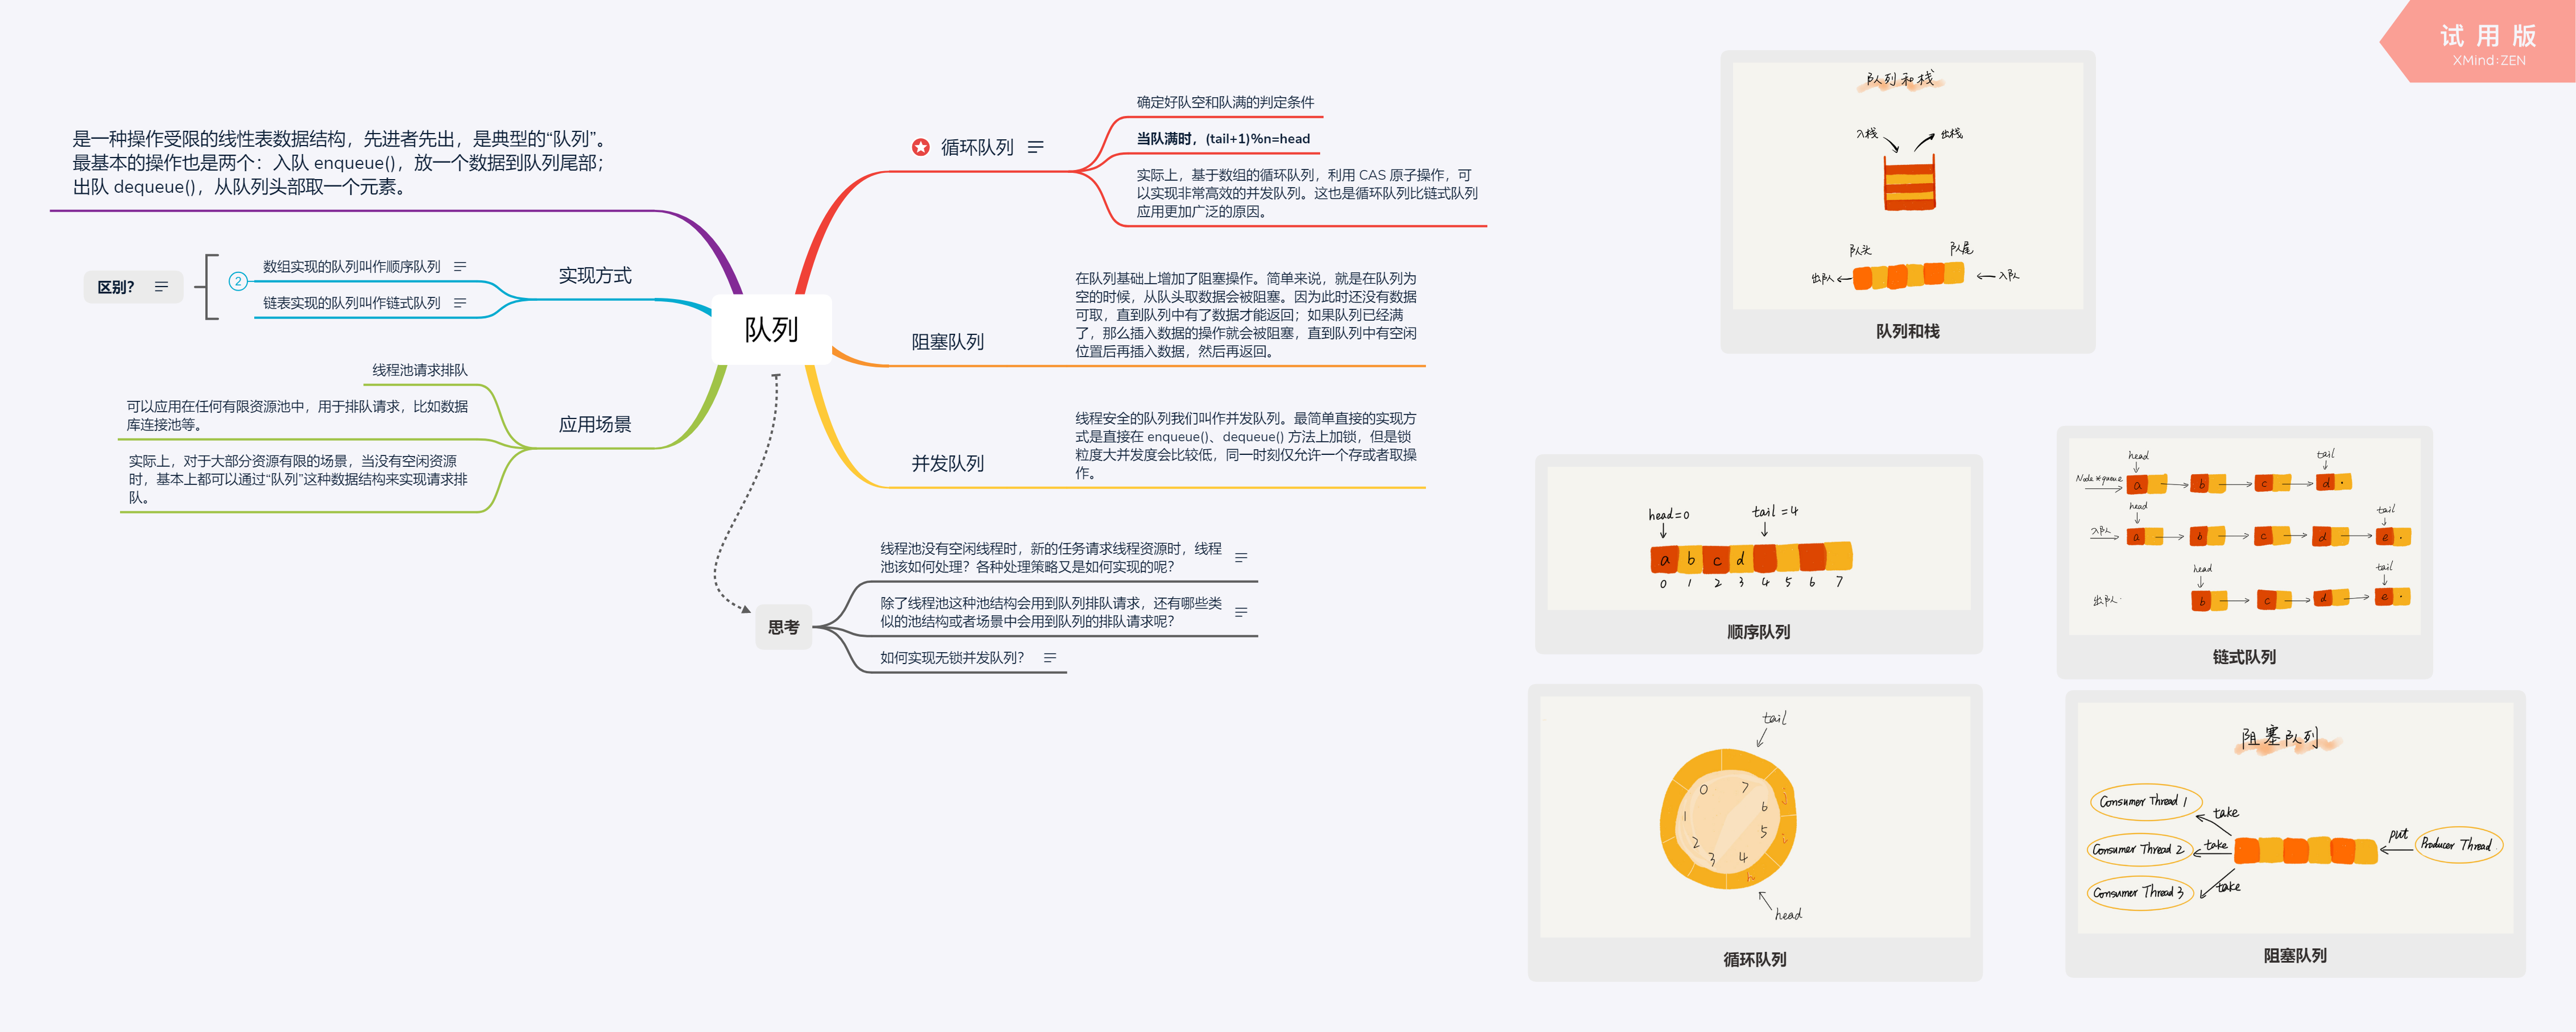 试用版
XMind:ZEN
是一种操作受限的线性表数据结构，先进者先出，是典型的“队列”。
最基本的操作也是两个：入队 enqueue()，放一个数据到队列尾部；
出队 dequeue()，从队列头部取一个元素。
区别？
2
数组实现的队列叫作顺序队列
链表实现的队列叫作链式队列
实现方式
线程池请求排队
可以应用在任何有限资源池中，用于排队请求，比如数据
库连接池等。
实际上，对于大部分资源有限的场景，当没有空闲资源
时，基本上都可以通过“队列”这种数据结构来实现请求排
队。
应用场景
队列
循环队列
确定好队空和队满的判定条件
当队满时，(tail+1)%n=head
实际上，基于数组的循环队列，利用 CAS 原子操作，可
以实现非常高效的并发队列。这也是循环队列比链式队列
应用更加广泛的原因。
阻塞队列
在队列基础上增加了阻塞操作。简单来说，就是在队列为
空的时候，从队头取数据会被阻塞。因为此时还没有数据
可取，直到队列中有了数据才能返回；如果队列已经满
了，那么插入数据的操作就会被阻塞，直到队列中有空闲
位置后再插入数据，然后再返回。
并发队列
线程安全的队列我们叫作并发队列。最简单直接的实现方
式是直接在 enqueue()、dequeue() 方法上加锁，但是锁
粒度大并发度会比较低，同一时刻仅允许一个存或者取操
作。
思考
线程池没有空闲线程时，新的任务请求线程资源时，线程
池该如何处理？各种处理策略又是如何实现的呢？
除了线程池这种池结构会用到队列排队请求，还有哪些类
似的池结构或者场景中会用到队列的排队请求呢？
如何实现无锁并发队列？
队列和栈
入栈 出栈
队头 队尾
出队 入队
队列和栈
head=0 tail=4
a b c d
0 1 2 3 4 5 6 7
顺序队列
head tail
Node*queue a b c d
head tail
入队 a b c d e
head tail
出队 b c d e
链式队列
tail
0 7
j
1 6
5 i
2
3 4
h
head
循环队列
阻塞队列
Consumer Thread 1
take
Consumer Thread 2 take put Producer Thread
Consumer Thread 3 take
阻塞队列